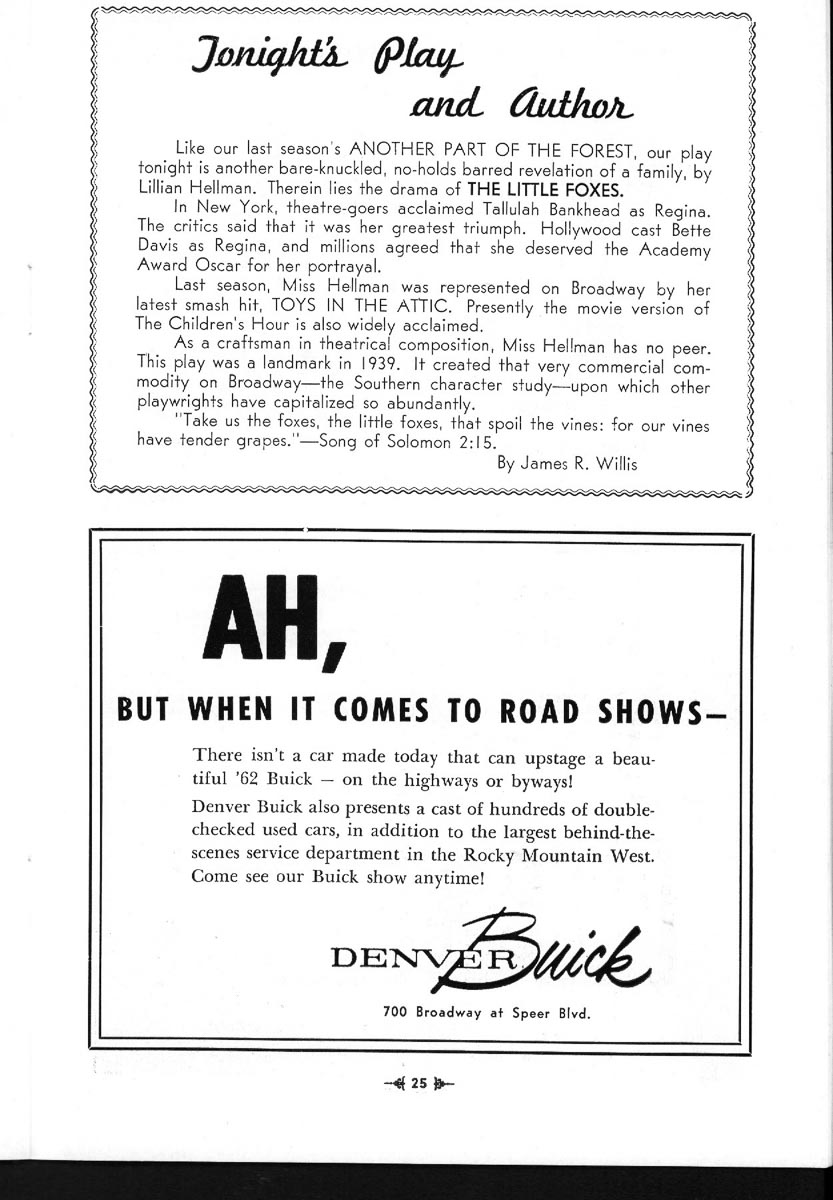 Tonight's Play
and Author
Like our last season's ANOTHER PART OF THE FOREST, our play
tonight is another bare-knuckled, no-holds barred revelation of a family, by
Lillian Hellman. Therein lies the drama of THE LITTLE FOXES.
In New York, theatre-goers acclaimed Tallulah Bankhead as Regina.
The critics said that it was her greatest triumph. Hollywood cast Bette
Davis as Regina, and millions agreed that she deserved the Academy
Award Oscar for her portrayal.
Last season, Miss Hellman was represented on Broadway by her
latest smash hit, TOYS IN THE ATTIC. Presently the movie version of
The Children's Hour is also widely acclaimed.
As a craftsman in theatrical composition, Miss Hellman has no peer.
This play was a landmark in 1939. It created that very commercial com-
modity on Broadway—the Southern character study—upon which other
playwrights have capitalized so abundantly.
"Take us the foxes, the little foxes, that spoil the vines: for our vines
have tender grapes."—Song of Solomon 2:15.
By James R. Willis
AH,
BUT WHEN IT COMES TO ROAD SHOWS—
There isn't a car made today that can upstage a beau-
tiful '62 Buick — on the highways or byways!
Denver Buick also presents a cast of hundreds of double-
checked used cars, in addition to the largest behind-the-
scenes service department in the Rocky Mountain West.
Come see our Buick show anytime!
DENVER Buick
700 Broadway at Speer Blvd.
25